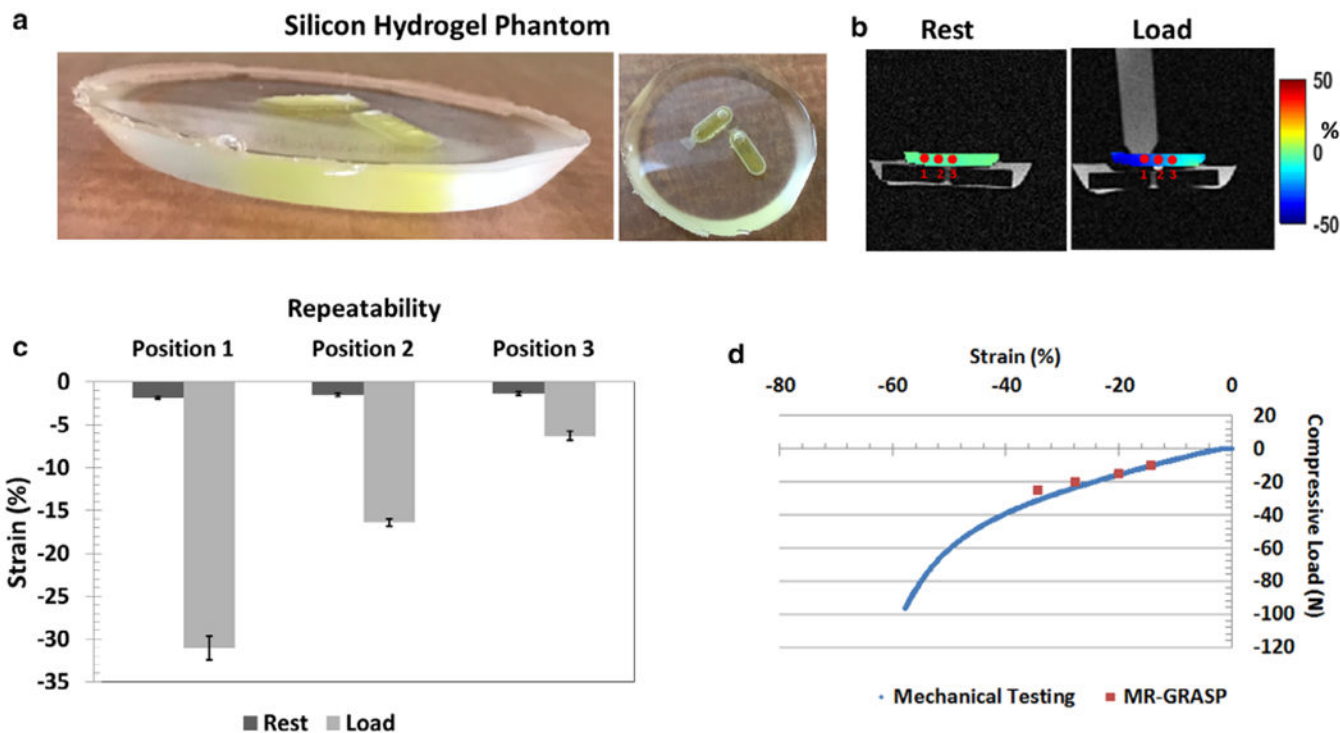 a
Silicon Hydrogel Phantom
b
Rest
Load
1 2 3
1 2 3
50
%
0
-50
Repeatability
c
Position 1
Position 2
Position 3
0
-5
-10
-15
-20
-25
-30
-35
Strain (%)
Rest
Load
d
Strain (%)
-80
-60
-40
-20
0
20
0
-20
-40
-60
-80
-100
-120
Compressive Load (N)
Mechanical Testing
MR-GRASP